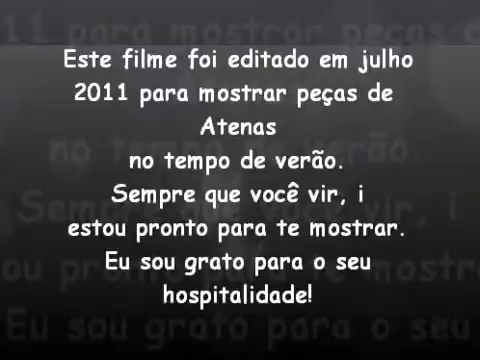 Este filme foi editado em julho
2011 para mostrar peças de
Atenas
no tempo de verão.
Sempre que você vir, i
estou pronto para te mostrar.
Eu sou grato para o seu
hospitalidade!